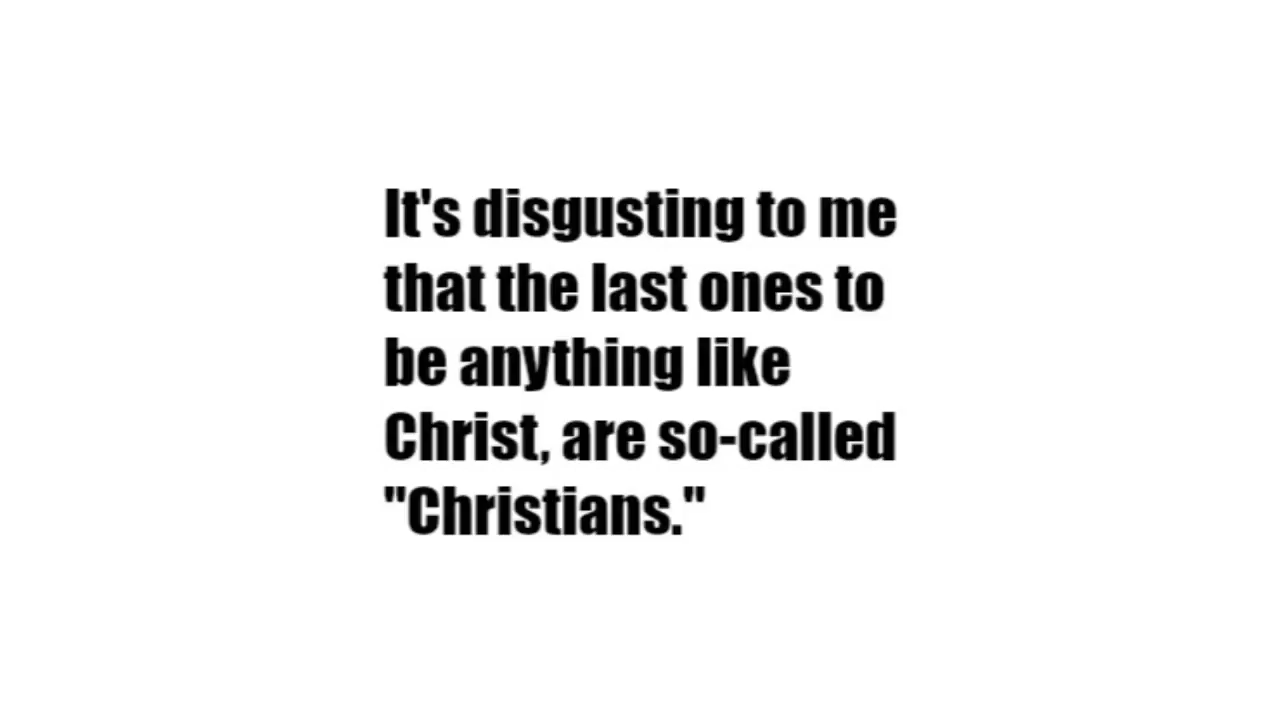 It's disgusting to me
that the last ones to
be anything like
Christ, are so-called
"Christians."